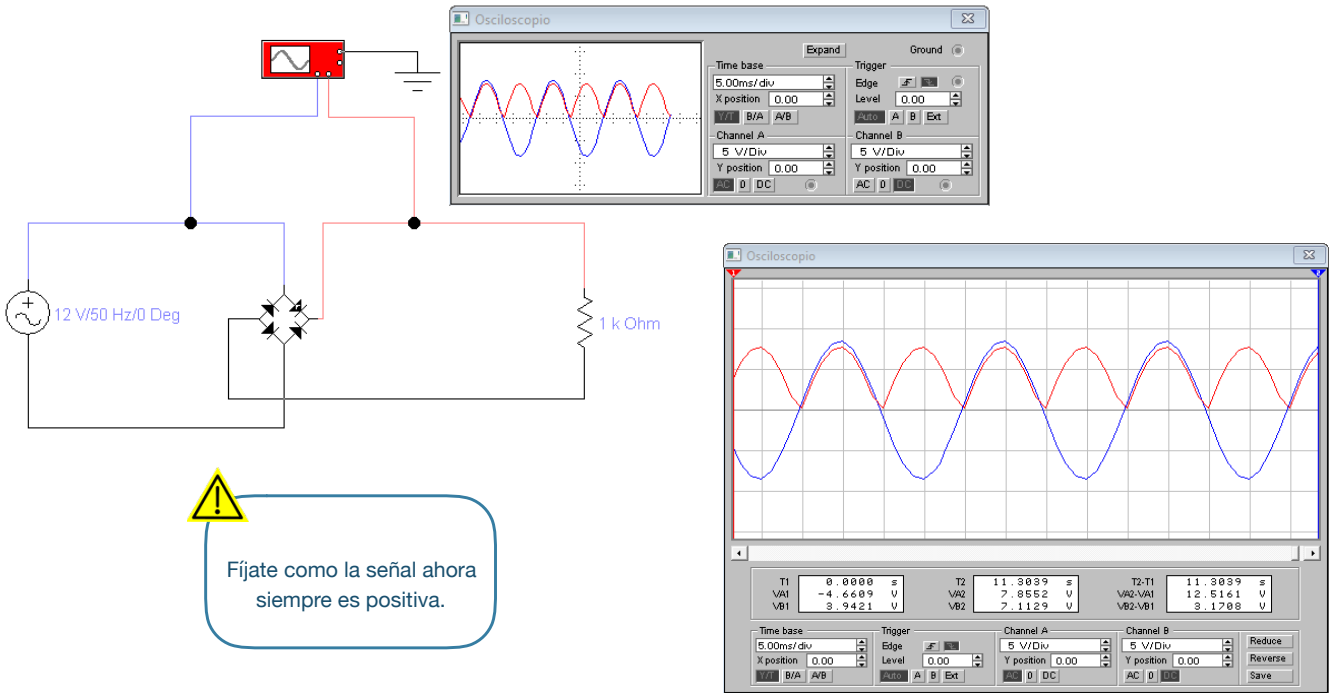 Osciloscopio
Expand
Ground
Time base
5.00ms/div
X position 0.00
Y/T B/A A/B
Trigger
Edge
Level 0.00
Auto A B Ext
Channel A
5 V/Div
Y position 0.00
AC 0 DC
Channel B
5 V/Div
Y position 0.00
AC 0 DC
12 V/50 Hz/0 Deg
1 k Ohm
Fíjate como la señal ahora
siempre es positiva.
Osciloscopio
1
T1 0.0000 s
VA1 -4.6609 V
VB1 3.9421 V
T2 11.3039 s
VA2 7.8552 V
VB2 7.1129 V
T2-T1 11.3039 s
VA2-VA1 12.5161 V
VB2-VB1 3.1708 V
Time base
5.00ms/div
X position 0.00
Y/T B/A A/B
Trigger
Edge
Level 0.00
Auto A B Ext
Channel A
5 V/Div
Y position 0.00
AC 0 DC
Channel B
5 V/Div
Y position 0.00
AC 0 DC
Reduce
Reverse
Save